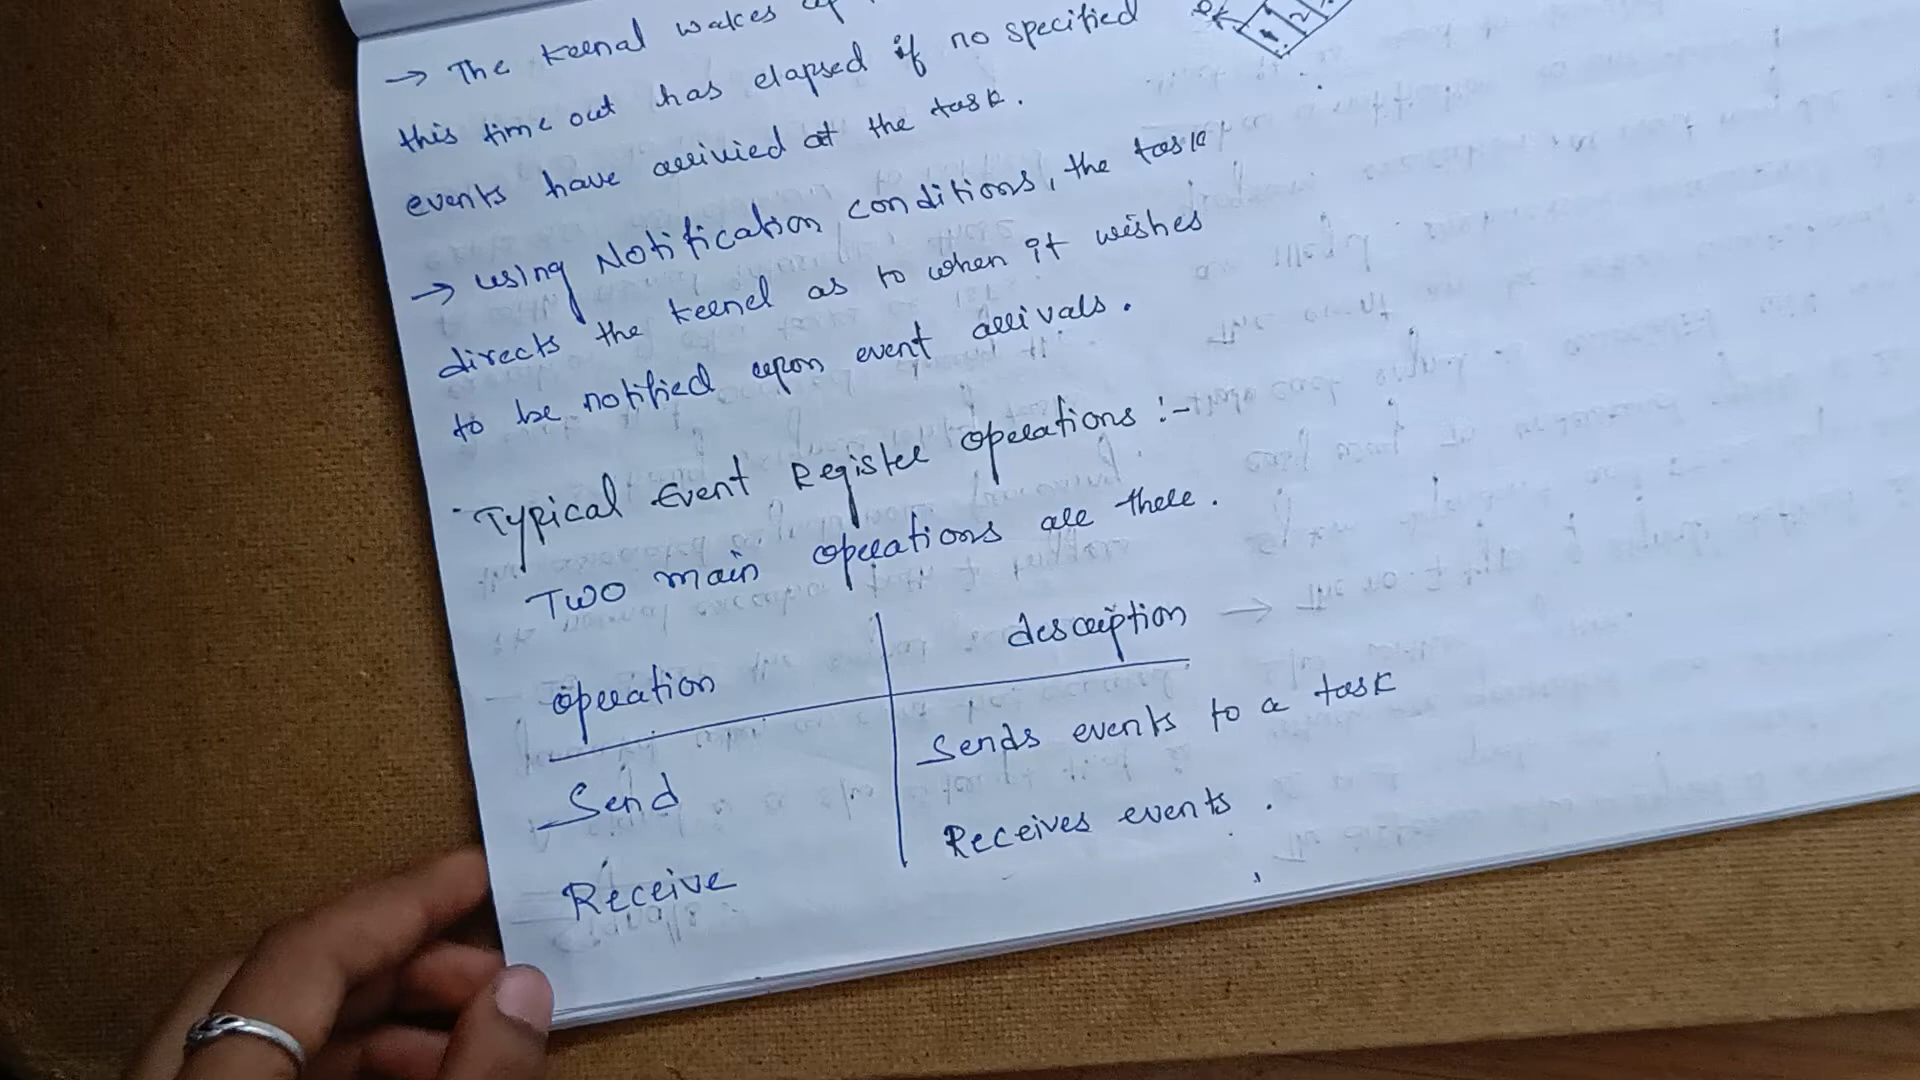 → The kernal wakes up
this time out has elapsed if no specified
events have arrivied at the task.
→ using Notification conditions, the task
directs the kernel as to when it wishes
to be notified upon event arrivals.
Typical Event Register operations :-
Two main operations are there.
operation description
Send Sends events to a task
Receive Receives events.